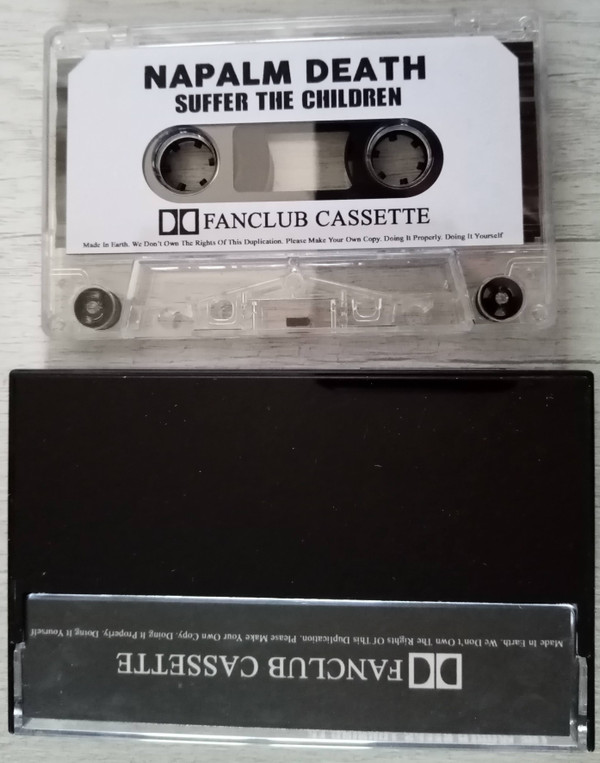 NAPALM DEATH
SUFFER THE CHILDREN
FANCLUB CASSETTE
Made In Earth. We Don't Own The Rights Of This Duplication. Please Make Your Own Copy. Doing It Properly. Doing It Yourself
FANCLUB CASSETTE
Made In Earth. We Don't Own The Rights Of This Duplication. Please Make Your Own Copy. Doing It Properly. Doing It Yourself